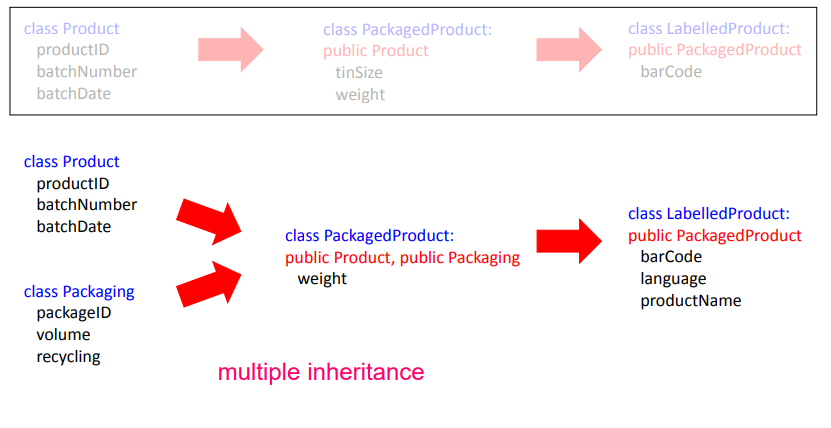 class Product
productID
batchNumber
batchDate
class PackagedProduct:
public Product
tinSize
weight
class LabelledProduct:
public PackagedProduct
barCode
class Product
productID
batchNumber
batchDate
class Packaging
packageID
volume
recycling
class PackagedProduct:
public Product, public Packaging
weight
class LabelledProduct:
public PackagedProduct
barCode
language
productName
multiple inheritance